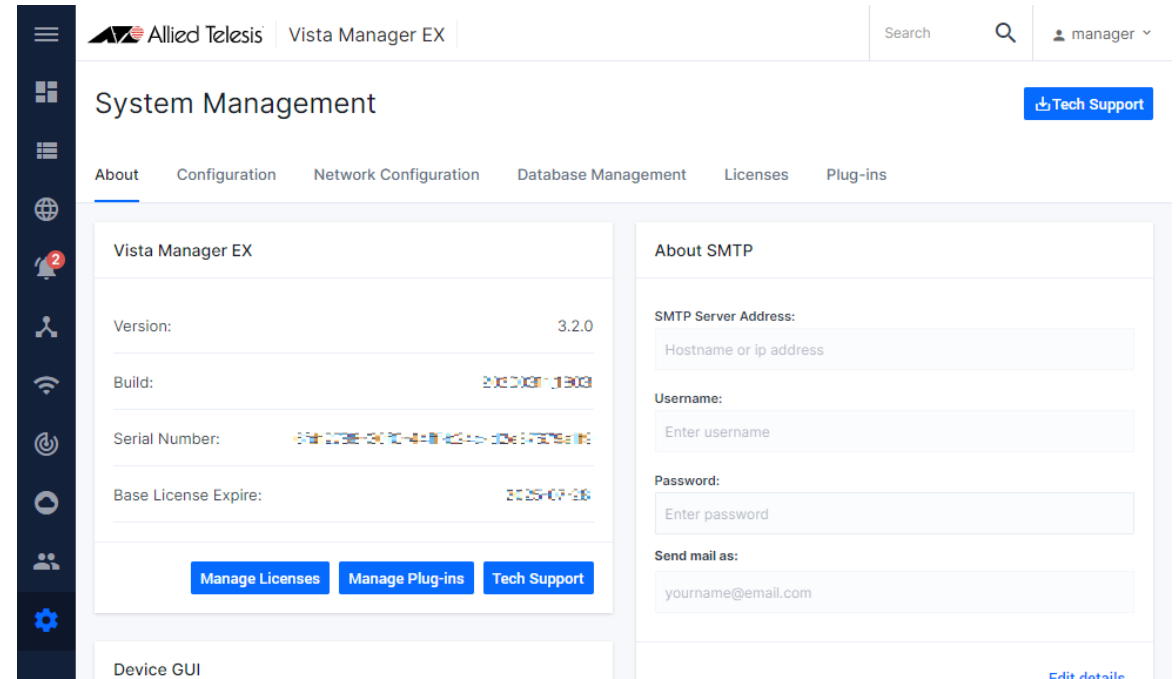 Allied Telesis Vista Manager EX Search manager
System Management
Tech Support
About Configuration Network Configuration Database Management Licenses Plug-ins
2
Vista Manager EX
Version: 3.2.0
Build:
Serial Number:
Base License Expire:
Manage Licenses Manage Plug-ins Tech Support
Device GUI
About SMTP
SMTP Server Address:
Hostname or ip address
Username:
Enter username
Password:
Enter password
Send mail as:
yourname@email.com
Edit details